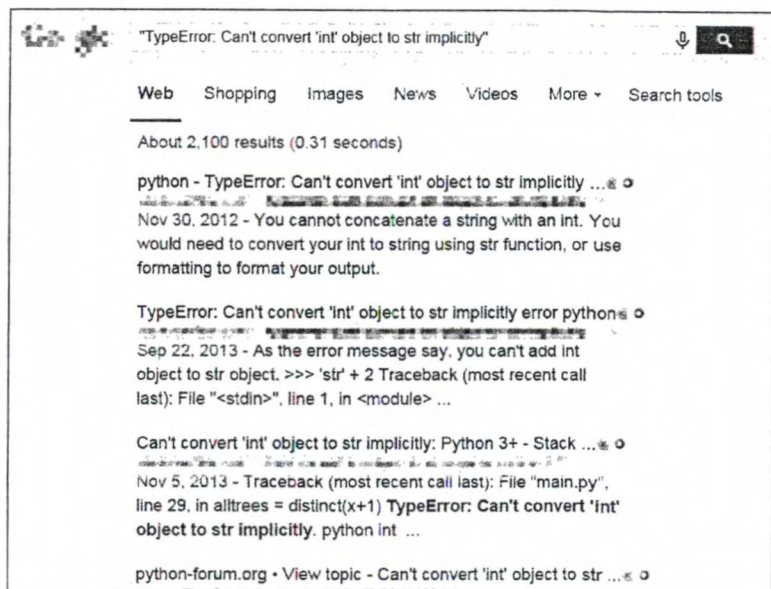 "TypeError: Can't convert 'int' object to str implicitly"
Web Shopping Images News Videos More Search tools
About 2,100 results (0.31 seconds)
python - TypeError: Can't convert 'int' object to str implicitly ...
Nov 30, 2012 - You cannot concatenate a string with an int. You
would need to convert your int to string using str function, or use
formatting to format your output.
TypeError: Can't convert 'int' object to str implicitly error python
Sep 22, 2013 - As the error message say, you can't add int
object to str object. >>> 'str' + 2 Traceback (most recent call
last): File "<stdin>", line 1, in <module> ...
Can't convert 'int' object to str implicitly: Python 3+ - Stack ...
Nov 5, 2013 - Traceback (most recent call last): File "main.py",
line 29, in alltrees = distinct(x+1) TypeError: Can't convert 'int'
object to str implicitly. python int ...
python-forum.org • View topic - Can't convert 'int' object to str ...